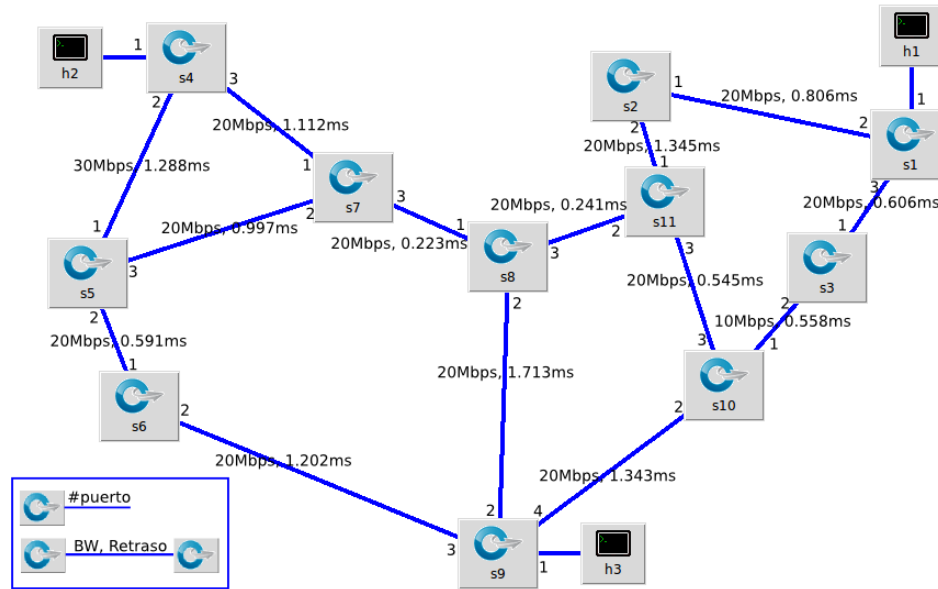 1
h2
s4
2
3
20Mbps, 1.112ms
30Mbps, 1.288ms
1
s7
2
3
20Mbps, 0.997ms
1
s5
3
2
20Mbps, 0.223ms
1
s8
3
2
20Mbps, 0.591ms
1
s6
2
20Mbps, 1.202ms
20Mbps, 1.713ms
s2
1
2
20Mbps, 0.806ms
h1
1
2
s1
3
20Mbps, 1.345ms
1
s11
2
3
20Mbps, 0.241ms
20Mbps, 0.606ms
1
s3
2
20Mbps, 0.545ms
10Mbps, 0.558ms
3
1
s10
2
20Mbps, 1.343ms
2
4
3
s9
1
h3
#puerto
BW, Retraso